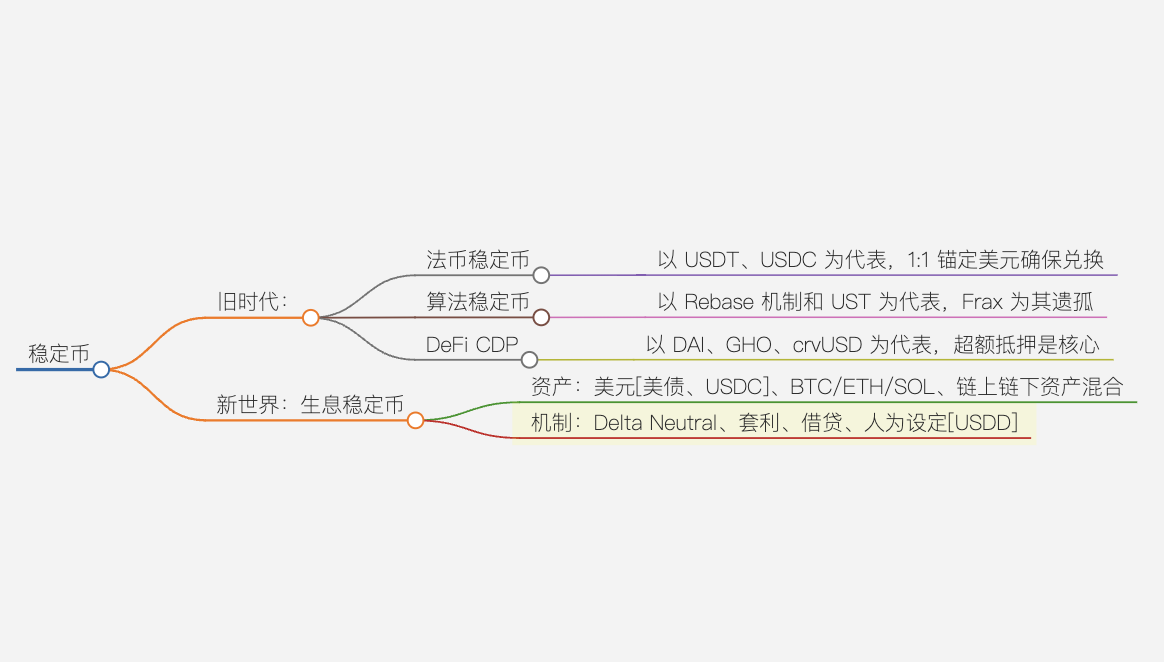 稳定币
旧时代：
法币稳定币
以 USDT、USDC 为代表，1:1 锚定美元确保兑换
算法稳定币
以 Rebase 机制和 UST 为代表，Frax 为其遗孤
DeFi CDP
以 DAI、GHO、crvUSD 为代表，超额抵押是核心
新世界：生息稳定币
资产：美元[美债、USDC]、BTC/ETH/SOL、链上链下资产混合
机制：Delta Neutral、套利、借贷、人为设定[USDD]